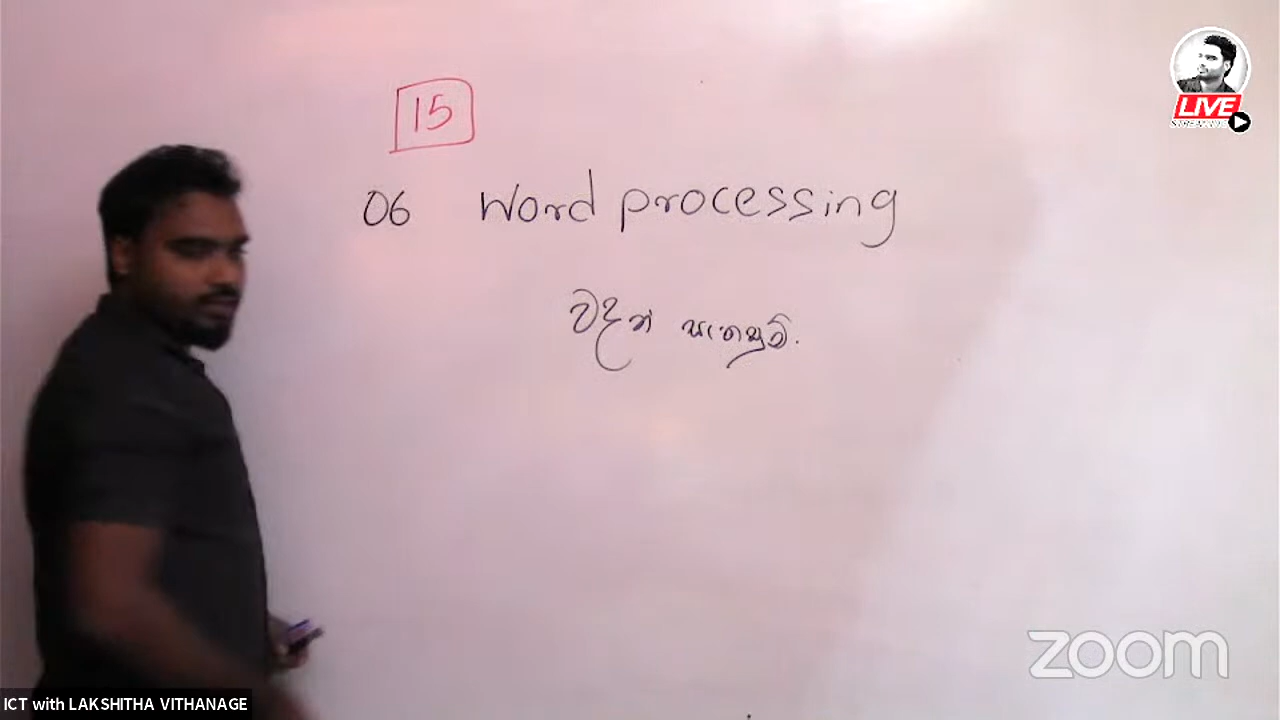 15
LIVE
06 Word processing
වදන් සැකසුම්.
zoom
ICT with LAKSHITHA VITHANAGE